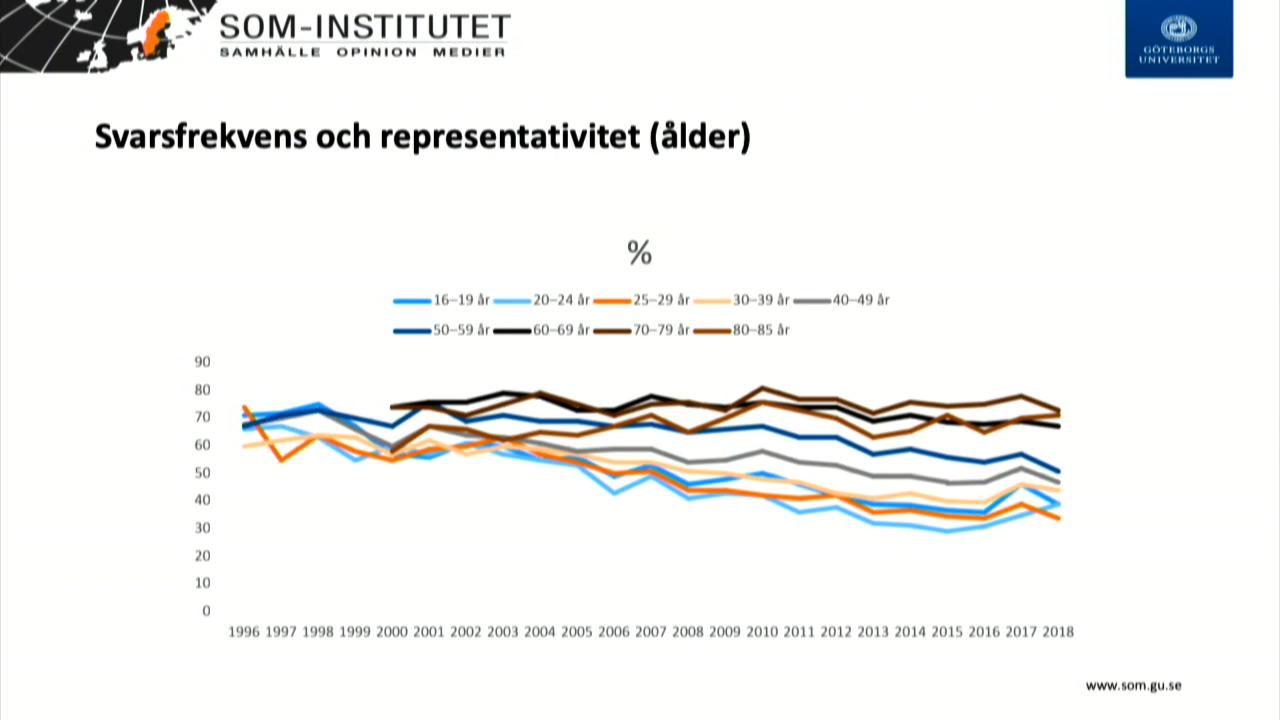 SOM-INSTITUTET
SAMHÄLLE OPINION MEDIER
GÖTEBORGS
UNIVERSITET
Svarsfrekvens och representativitet (ålder)
%
16–19 år 20–24 år 25–29 år 30–39 år 40–49 år
50–59 år 60–69 år 70–79 år 80–85 år
90
80
70
60
50
40
30
20
10
0
1996 1997 1998 1999 2000 2001 2002 2003 2004 2005 2006 2007 2008 2009 2010 2011 2012 2013 2014 2015 2016 2017 2018
www.som.gu.se